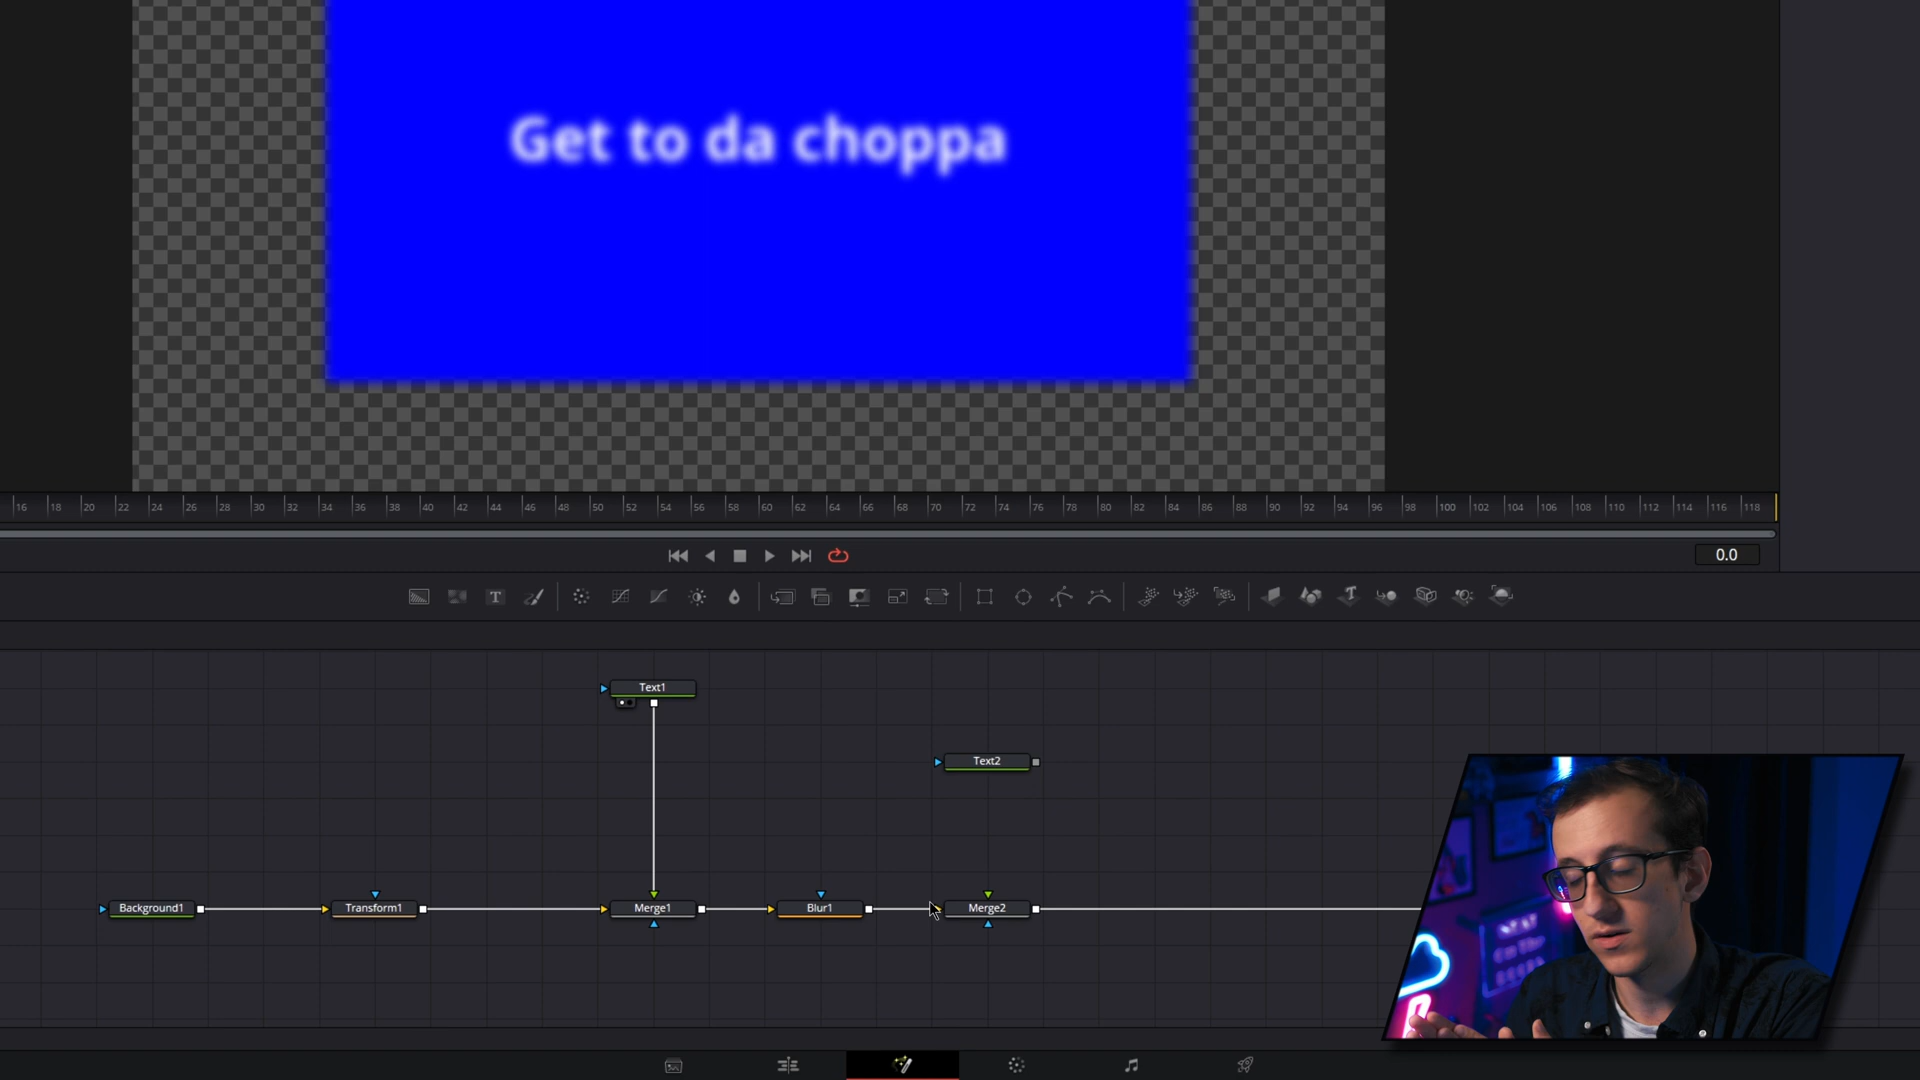 Get to da choppa
16 18 20 22 24 26 28 30 32 34 36 38 40 42 44 46 48 50 52 54 56 58 60 62 64 66 68 70 72 74 76 78 80 82 84 86 88 90 92 94 96 98 100 102 104 106 108 110 112 114 116 118
0.0
T
Text1
Text2
Background1 Transform1 Merge1 Blur1 Merge2